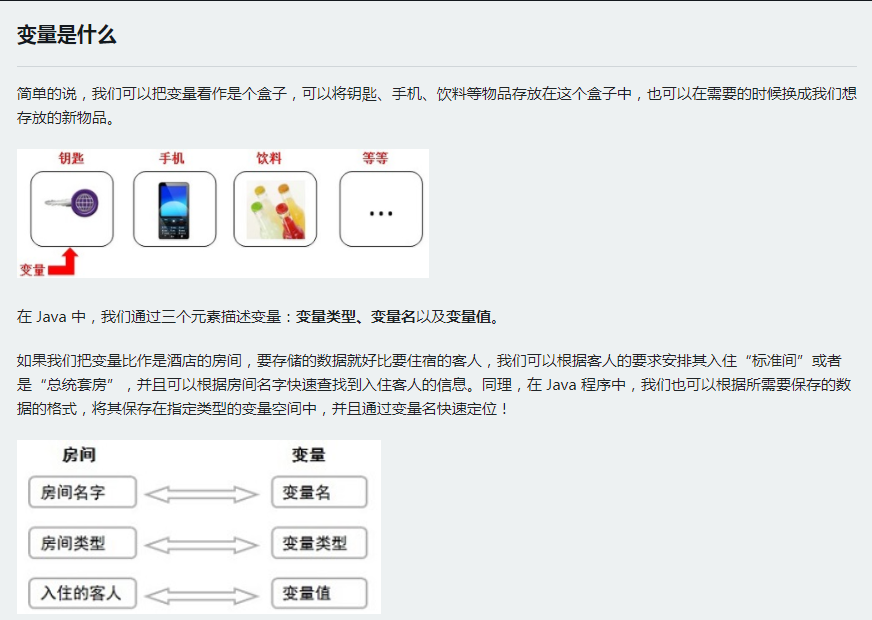 变量是什么
简单的说，我们可以把变量看作是个盒子，可以将钥匙、手机、饮料等物品存放在这个盒子中，也可以在需要的时候换成我们想
存放的新物品。
钥匙 手机 饮料 等等
...
变量
在 Java 中，我们通过三个元素描述变量：变量类型、变量名以及变量值。
如果我们把变量比作是酒店的房间，要存储的数据就好比要住宿的客人，我们可以根据客人的要求安排其入住“标准间”或者
是“总统套房”，并且可以根据房间名字快速查找到入住客人的信息。同理，在 Java 程序中，我们也可以根据所需要保存的数
据的格式，将其保存在指定类型的变量空间中，并且通过变量名快速定位！
房间 变量
房间名字 变量名
房间类型 变量类型
入住的客人 变量值